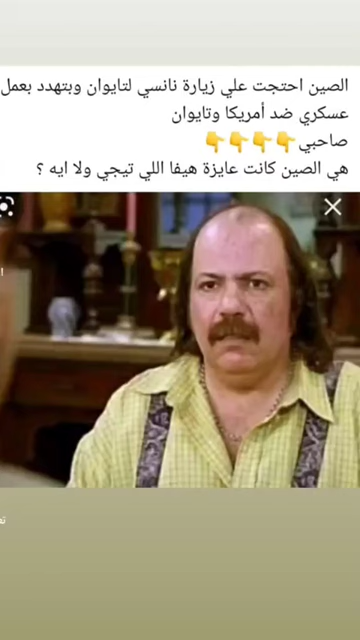 الصين احتجت علي زيارة نانسي لتايوان وبتهدد بعمل
عسكري ضد أمريكا وتايوان
صاحبي👇👇👇👇
هي الصين كانت عايزة هيفا اللي تيجي ولا ايه ؟